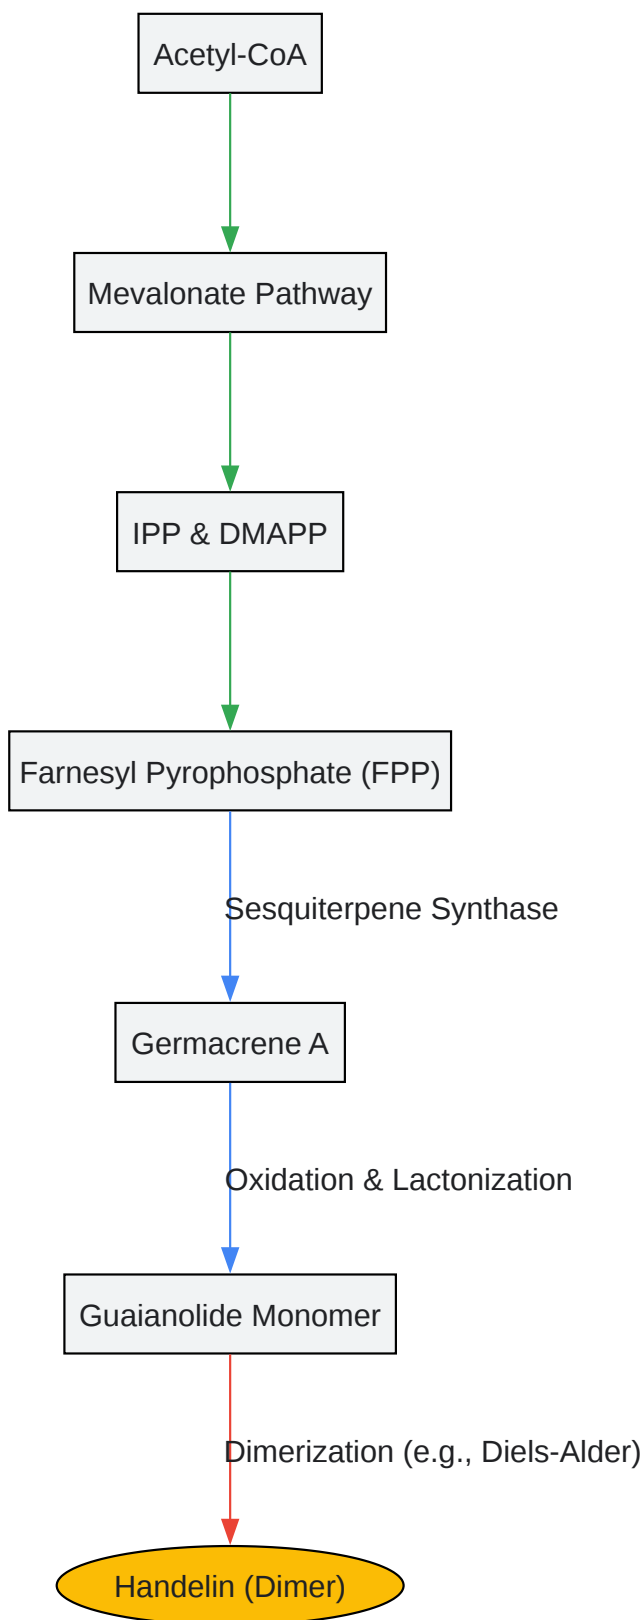 Acetyl-CoA
Mevalonate Pathway
IPP & DMAPP
Farnesyl Pyrophosphate (FPP)
Sesquiterpene Synthase
Germacrene A
Oxidation & Lactonization
Guaianolide Monomer
Dimerization (e.g., Diels-Alder)
Handelin (Dimer)